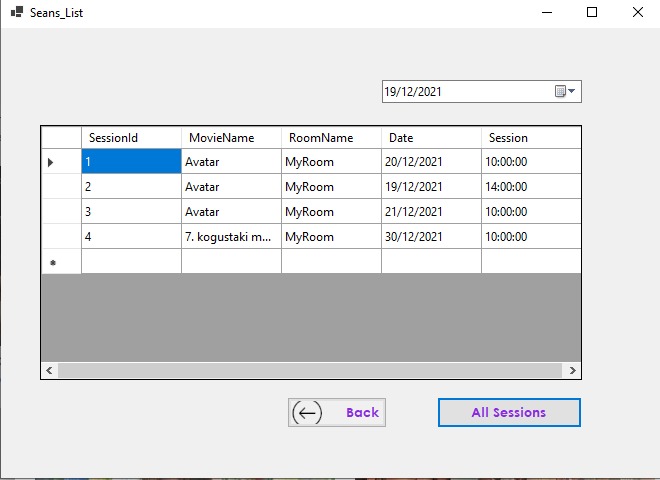 Seans_List
19/12/2021
SessionId MovieName RoomName Date Session
1 Avatar MyRoom 20/12/2021 10:00:00
2 Avatar MyRoom 19/12/2021 14:00:00
3 Avatar MyRoom 21/12/2021 10:00:00
4 7. kogustaki m... MyRoom 30/12/2021 10:00:00
Back All Sessions